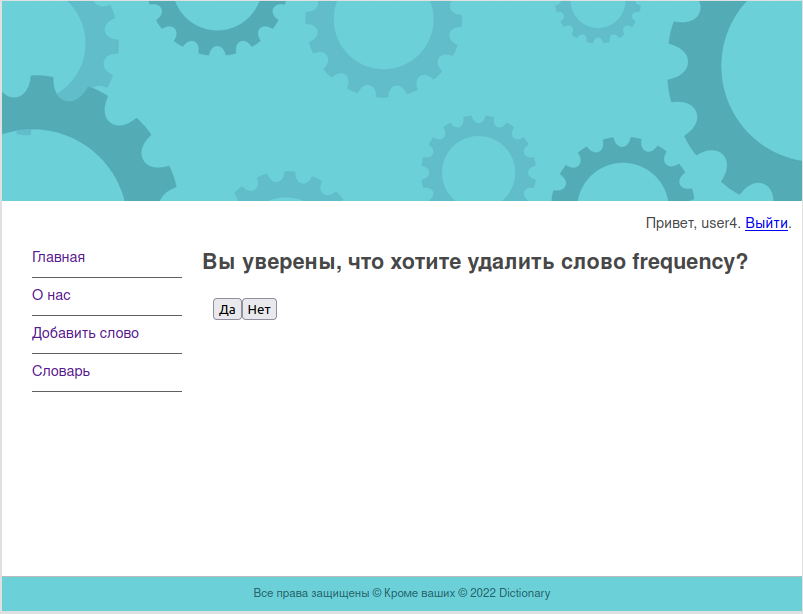 Привет, user4. Выйти.
Главная
О нас
Добавить слово
Словарь
Вы уверены, что хотите удалить слово frequency?
Да Нет
Все права защищены © Кроме ваших © 2022 Dictionary